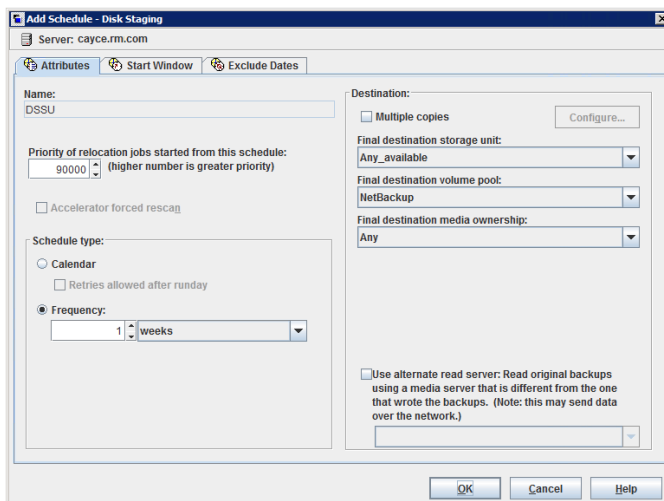 Add Schedule - Disk Staging
Server: cayce.rm.com
Attributes
Start Window
Exclude Dates
Name:
DSSU
Priority of relocation jobs started from this schedule:
90000
(higher number is greater priority)
Accelerator forced rescan
Schedule type:
Calendar
Retries allowed after runday
Frequency:
1
weeks
Destination:
Multiple copies
Configure...
Final destination storage unit:
Any_available
Final destination volume pool:
NetBackup
Final destination media ownership:
Any
Use alternate read server: Read original backups
using a media server that is different from the one
that wrote the backups. (Note: this may send data
over the network.)
OK
Cancel
Help